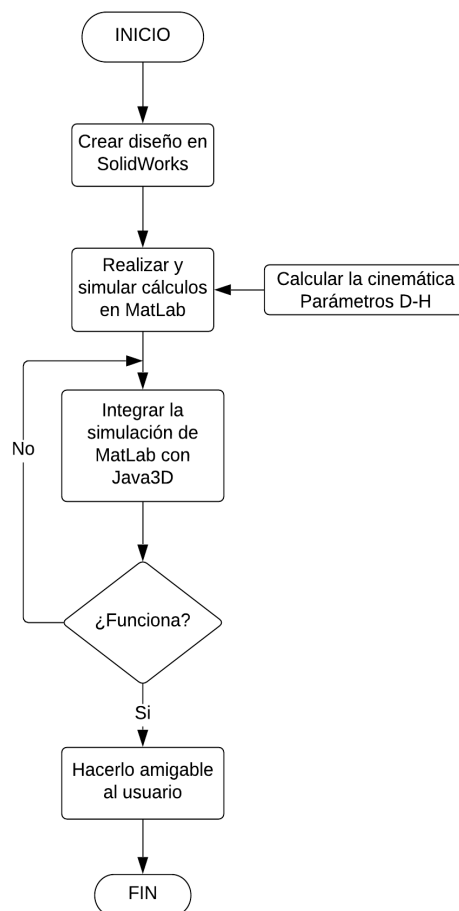 INICIO
Crear diseño en
SolidWorks
Realizar y
simular cálculos
en MatLab
Calcular la cinemática
Parámetros D-H
Integrar la
simulación de
MatLab con
Java3D
No
¿Funciona?
Si
Hacerlo amigable
al usuario
FIN